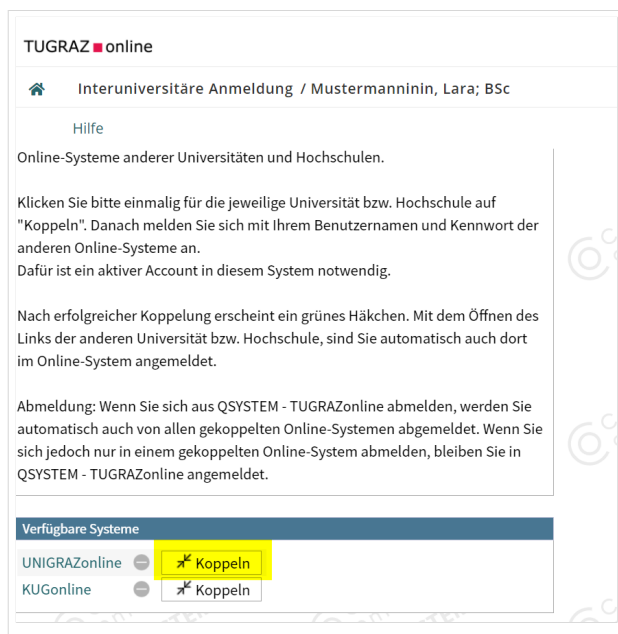 TUGRAZ online
Interuniversitäre Anmeldung / Mustermanninin, Lara; BSc
Hilfe
Online-Systeme anderer Universitäten und Hochschulen.
Klicken Sie bitte einmalig für die jeweilige Universität bzw. Hochschule auf
"Koppeln". Danach melden Sie sich mit Ihrem Benutzernamen und Kennwort der
anderen Online-Systeme an.
Dafür ist ein aktiver Account in diesem System notwendig.
Nach erfolgreicher Koppelung erscheint ein grünes Häkchen. Mit dem Öffnen des
Links der anderen Universität bzw. Hochschule, sind Sie automatisch auch dort
im Online-System angemeldet.
Abmeldung: Wenn Sie sich aus QSYSTEM - TUGRAZonline abmelden, werden Sie
automatisch auch von allen gekoppelten Online-Systemen abgemeldet. Wenn Sie
sich jedoch nur in einem gekoppelten Online-System abmelden, bleiben Sie in
QSYSTEM - TUGRAZonline angemeldet.
Verfügbare Systeme
UNIGRAZonline Koppeln
KUGonline Koppeln